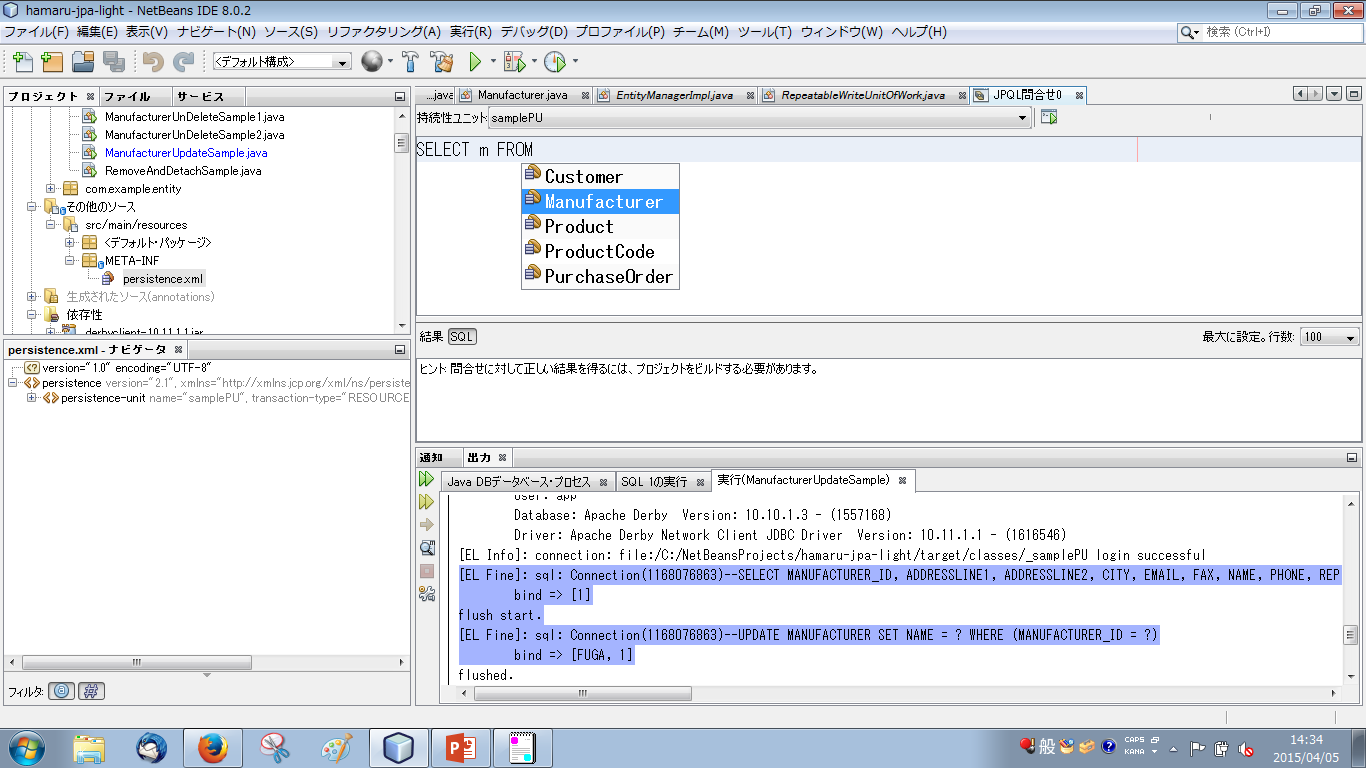 hamaru-jpa-light - NetBeans IDE 8.0.2
ファイル(F) 編集(E) 表示(V) ナビゲート(N) ソース(S) リファクタリング(A) 実行(R) デバッグ(D) プロファイル(P) チーム(M) ツール(T) ウィンドウ(W) ヘルプ(H)
検索 (Ctrl+I)
<デフォルト構成>
プロジェクト ファイル サービス
ManufacturerUnDeleteSample1.java
ManufacturerUnDeleteSample2.java
ManufacturerUpdateSample.java
RemoveAndDetachSample.java
com.example.entity
その他のソース
src/main/resources
<デフォルト・パッケージ>
META-INF
persistence.xml
生成されたソース(annotations)
依存性
derbyclient-10.11.1.1.jar
persistence.xml - ナビゲータ
version="1.0" encoding="UTF-8"
persistence version="2.1", xmlns="http://xmlns.jcp.org/xml/ns/persiste
persistence-unit name="samplePU", transaction-type="RESOURCE
フィルタ:
...java Manufacturer.java EntityManagerImpl.java RepeatableWriteUnitOfWork.java JPQL問合せ0
持続性ユニット: samplePU
SELECT m FROM
Customer
Manufacturer
Product
ProductCode
PurchaseOrder
結果 SQL 最大に設定。行数: 100
ヒント 問合せに対して正しい結果を得るには、プロジェクトをビルドする必要があります。
通知 出力
Java DBデータベース・プロセス SQL 1の実行 実行(ManufacturerUpdateSample)
User: app
Database: Apache Derby Version: 10.10.1.3 - (1557168)
Driver: Apache Derby Network Client JDBC Driver Version: 10.11.1.1 - (1616546)
[EL Info]: connection: file:/C:/NetBeansProjects/hamaru-jpa-light/target/classes/_samplePU login successful
[EL Fine]: sql: Connection(1168076863)--SELECT MANUFACTURER_ID, ADDRESSLINE1, ADDRESSLINE2, CITY, EMAIL, FAX, NAME, PHONE, REP
bind => [1]
flush start.
[EL Fine]: sql: Connection(1168076863)--UPDATE MANUFACTURER SET NAME = ? WHERE (MANUFACTURER_ID = ?)
bind => [FUGA, 1]
flushed.
般 CAPS KANA
14:34
2015/04/05